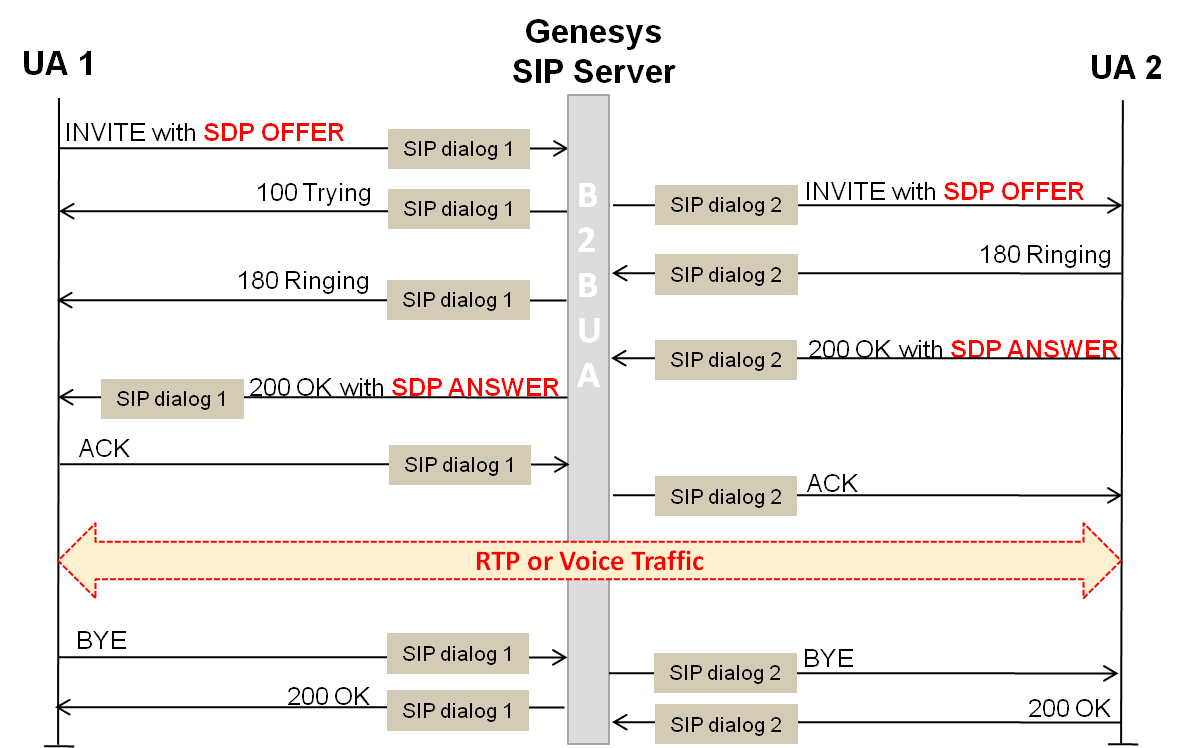 Genesys
SIP Server
UA 1
UA 2
INVITE with SDP OFFER
SIP dialog 1
100 Trying
SIP dialog 1
SIP dialog 2
INVITE with SDP OFFER
180 Ringing
SIP dialog 2
180 Ringing
SIP dialog 1
200 OK with SDP ANSWER
SIP dialog 2
SIP dialog 1
200 OK with SDP ANSWER
B
2
B
U
A
ACK
SIP dialog 1
SIP dialog 2
ACK
RTP or Voice Traffic
BYE
SIP dialog 1
SIP dialog 2
BYE
200 OK
SIP dialog 1
SIP dialog 2
200 OK